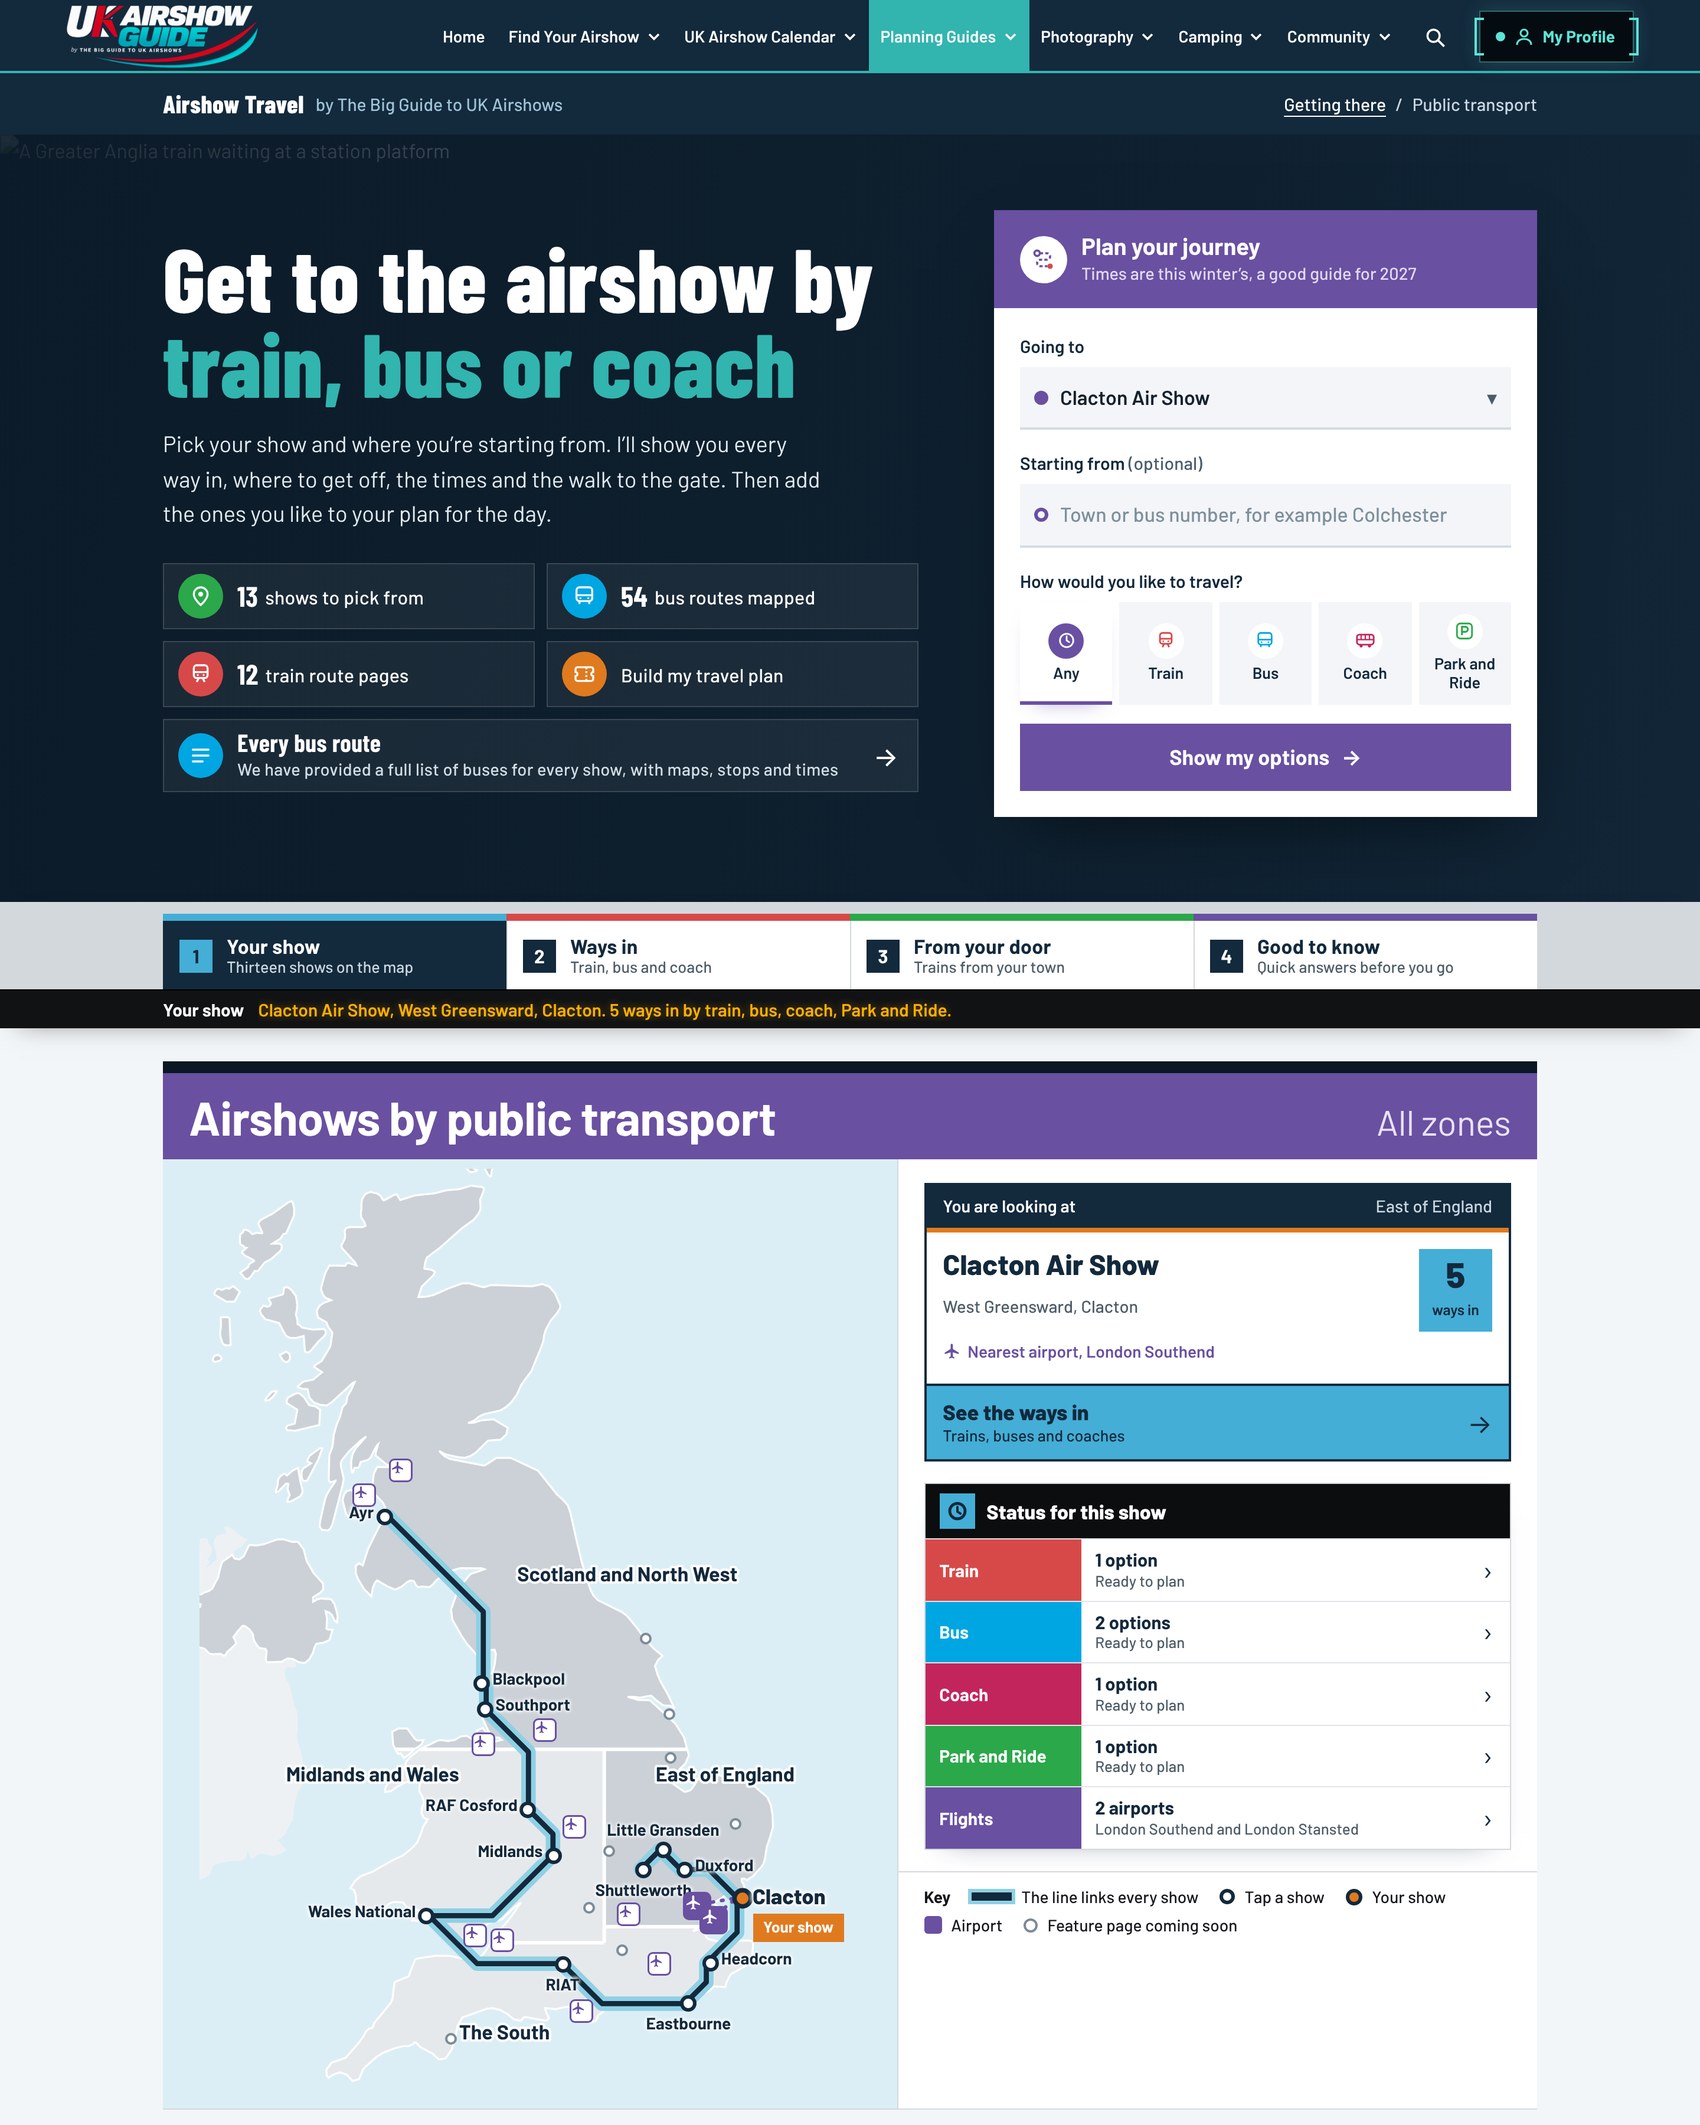 UK AIRSHOW
GUIDE
by THE BIG GUIDE TO UK AIRSHOWS
Home
Find Your Airshow
UK Airshow Calendar
Planning Guides
Photography
Camping
Community
My Profile
Airshow Travel by The Big Guide to UK Airshows
Getting there / Public transport
A Greater Anglia train waiting at a station platform
Get to the airshow by
train, bus or coach
Pick your show and where you're starting from. I'll show you every
way in, where to get off, the times and the walk to the gate. Then add
the ones you like to your plan for the day.
13 shows to pick from
54 bus routes mapped
12 train route pages
Build my travel plan
Every bus route
We have provided a full list of buses for every show, with maps, stops and times
Plan your journey
Times are this winter's, a good guide for 2027
Going to
Clacton Air Show
Starting from (optional)
Town or bus number, for example Colchester
How would you like to travel?
Any
Train
Bus
Coach
P
Park and
Ride
Show my options
1
Your show
Thirteen shows on the map
2
Ways in
Train, bus and coach
3
From your door
Trains from your town
4
Good to know
Quick answers before you go
Your show Clacton Air Show, West Greensward, Clacton. 5 ways in by train, bus, coach, Park and Ride.
Airshows by public transport
All zones
Ayr
Scotland and North West
Blackpool
Southport
Midlands and Wales
East of England
RAF Cosford
Little Gransden
Midlands
Duxford
Shuttleworth
Clacton
Your show
Wales National
Headcorn
RIAT
Eastbourne
The South
You are looking at
East of England
Clacton Air Show
5
ways in
West Greensward, Clacton
Nearest airport, London Southend
See the ways in
Trains, buses and coaches
Status for this show
Train
1 option
Ready to plan
Bus
2 options
Ready to plan
Coach
1 option
Ready to plan
Park and Ride
1 option
Ready to plan
Flights
2 airports
London Southend and London Stansted
Key
The line links every show
Tap a show
Your show
Airport
Feature page coming soon